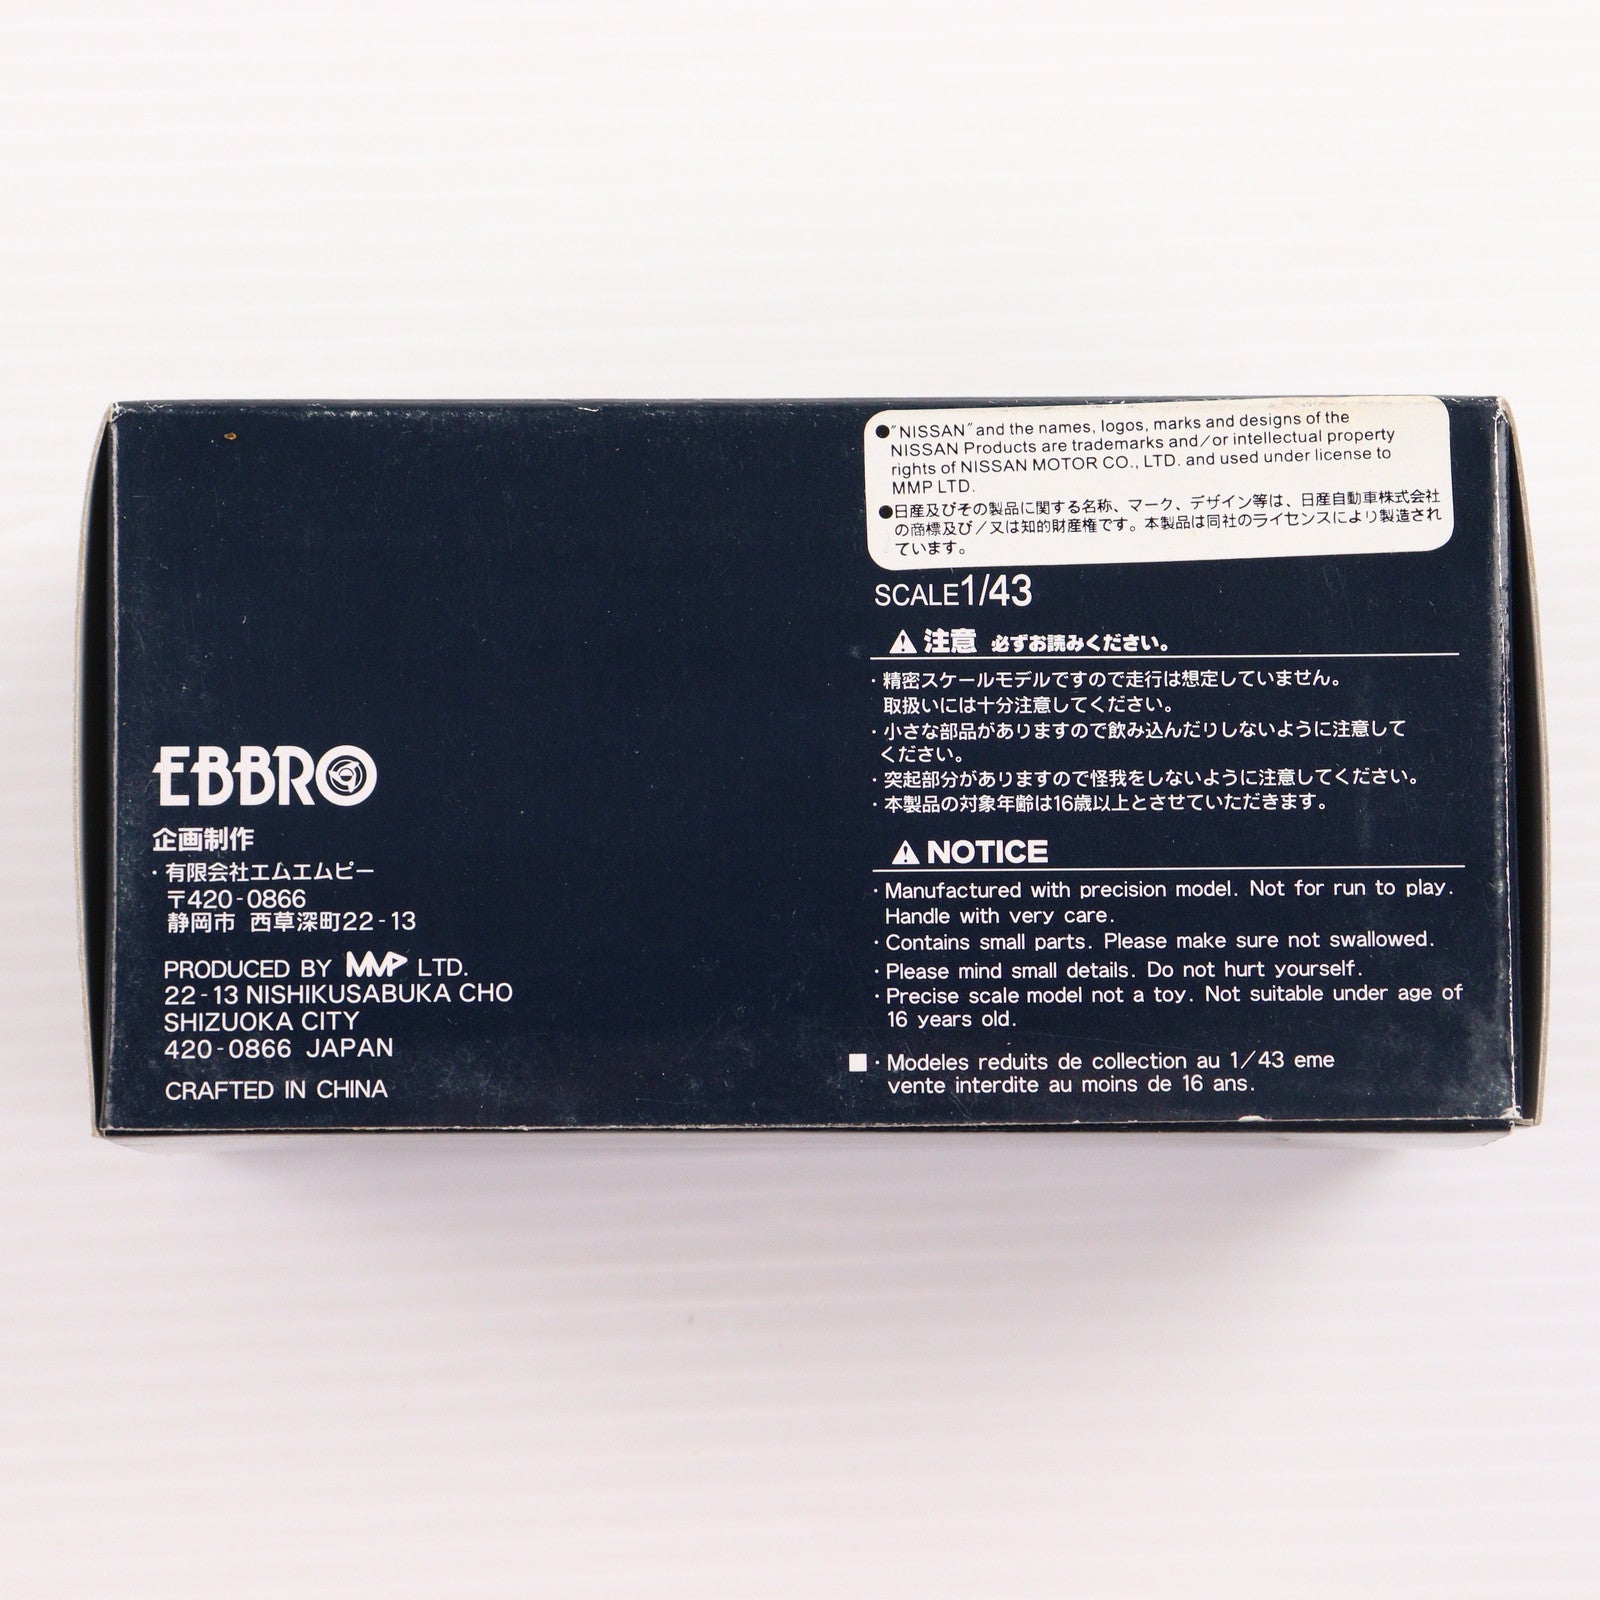 ●"NISSAN" and the names, logos, marks and designs of the
NISSAN Products are trademarks and/or intellectual property
rights of NISSAN MOTOR CO., LTD. and used under license to
MMP LTD.
●日産及びその製品に関する名称、マーク、デザイン等は、日産自動車株式会社
の商標及び/又は知的財産権です。本製品は同社のライセンスにより製造され
ています。
SCALE1/43
⚠注意 必ずお読みください。
・精密スケールモデルですので走行は想定していません。
取扱いには十分注意してください。
・小さな部品がありますので飲み込んだりしないように注意して
ください。
・突起部分がありますので怪我をしないように注意してください。
・本製品の対象年齢は16歳以上とさせていただきます。
⚠NOTICE
・Manufactured with precision model. Not for run to play.
Handle with very care.
・Contains small parts. Please make sure not swallowed.
・Please mind small details. Do not hurt yourself.
・Precise scale model not a toy. Not suitable under age of
16 years old.
■・Modeles reduits de collection au 1/43 eme
vente interdite au moins de 16 ans.
EBBRO
企画制作
・有限会社エムエムピー
〒420-0866
静岡市 西草深町22-13
PRODUCED BY MMP LTD.
22-13 NISHIKUSABUKA CHO
SHIZUOKA CITY
420-0866 JAPAN
CRAFTED IN CHINA